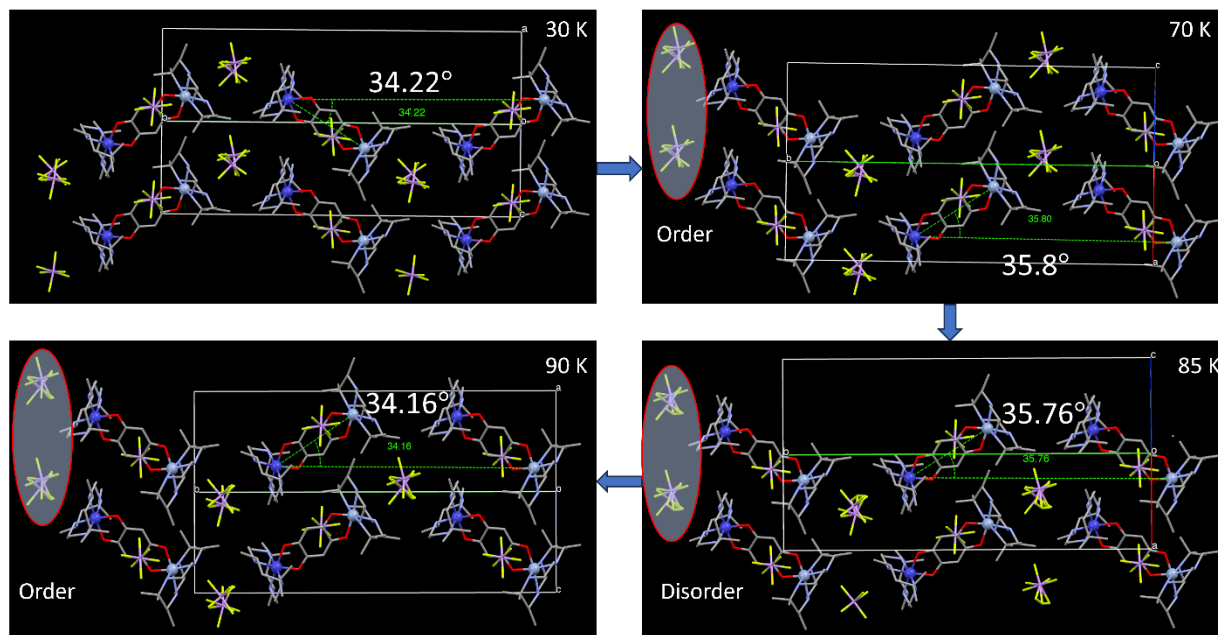 30 K
a
34.22°
34.22
o
c
70 K
c
o
35.80
35.8°
a
Order
90 K
a
34.16°
34.16
o
c
Order
85 K
c
35.76°
35.76
o
a
Disorder